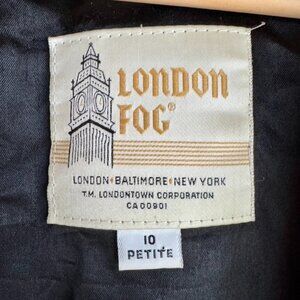 LONDON
FOG®
LONDON•BALTIMORE•NEW YORK
T.M. LONDONTOWN CORPORATION
CA00901
10
PETITE